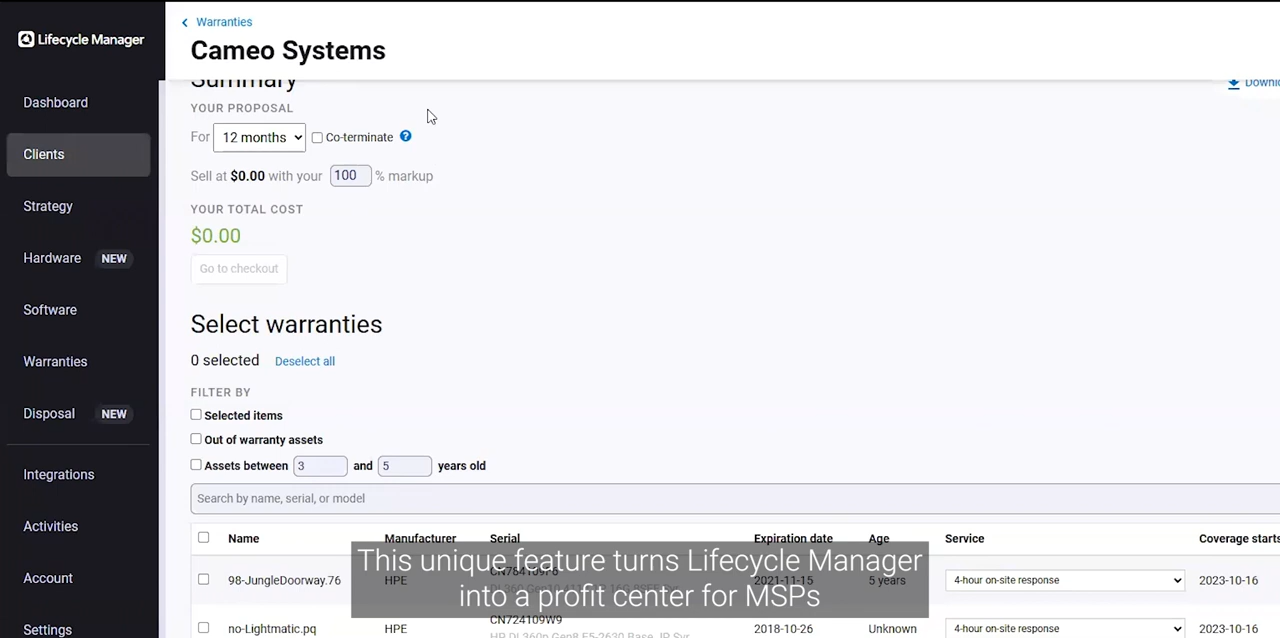 Lifecycle Manager
Dashboard
Clients
Strategy
Hardware NEW
Software
Warranties
Disposal NEW
Integrations
Activities
Account
Settings
Warranties
Cameo Systems
Summary
YOUR PROPOSAL
For 12 months Co-terminate ?
Sell at $0.00 with your 100 % markup
YOUR TOTAL COST
$0.00
Go to checkout
Select warranties
0 selected Deselect all
FILTER BY
Selected items
Out of warranty assets
Assets between 3 and 5 years old
Search by name, serial, or model
Name Manufacturer Serial Expiration date Age Service Coverage starts
98-JungleDoorway.76 HPE 2021-11-15 5 years 4-hour on-site response 2023-10-16
no-Lightmatic.pq HPE CN724109W9 2018-10-26 Unknown 4-hour on-site response 2023-10-16
This unique feature turns Lifecycle Manager
into a profit center for MSPs